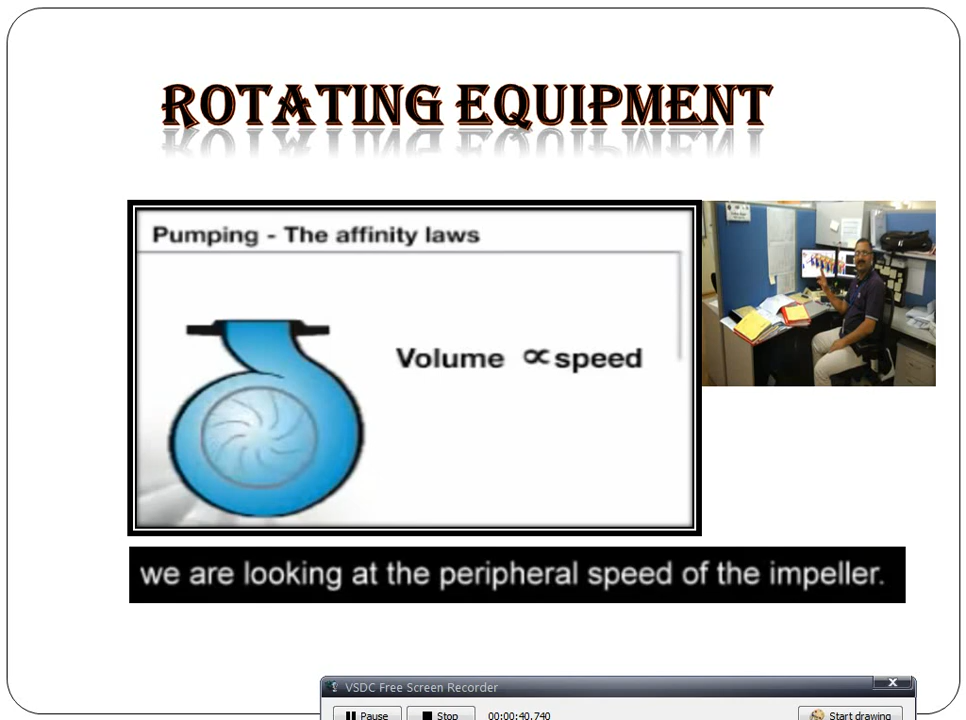 ROTATING EQUIPMENT
Pumping - The affinity laws
Volume ∝ speed
we are looking at the peripheral speed of the impeller.
VSDC Free Screen Recorder
Pause Stop 00:00:40.740 Start drawing